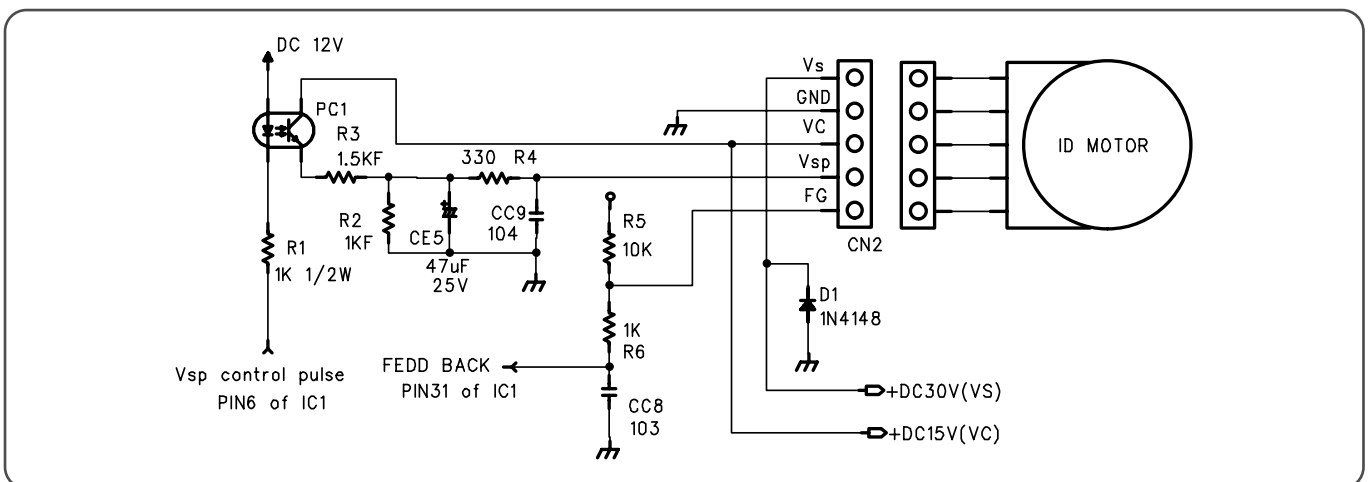 DC 12V
PC1
R3
1.5KF
330 R4
R2
1KF
CE5
47uF
25V
CC9
104
R1
1K 1/2W
Vsp control pulse
PIN6 of IC1
R5
10K
1K
R6
FEDD BACK
PIN31 of IC1
CC8
103
Vs
GND
VC
Vsp
FG
CN2
ID MOTOR
D1
1N4148
+DC30V(VS)
+DC15V(VC)